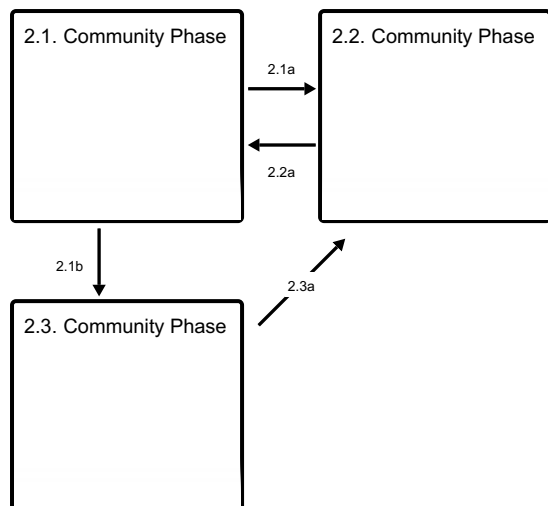 2.1. Community Phase
2.2. Community Phase
2.1a
2.2a
2.1b
2.3a
2.3. Community Phase